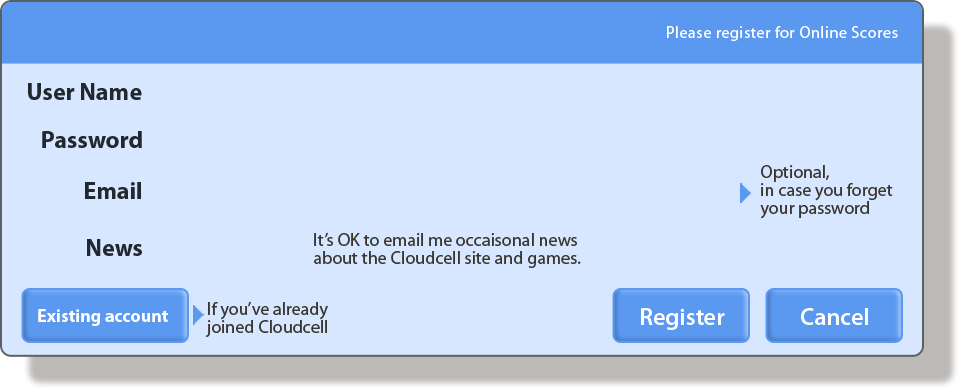 Please register for Online Scores
User Name
Password
Email
Optional,
in case you forget
your password
News
It's OK to email me occaisonal news
about the Cloudcell site and games.
Existing account
If you've already
joined Cloudcell
Register
Cancel